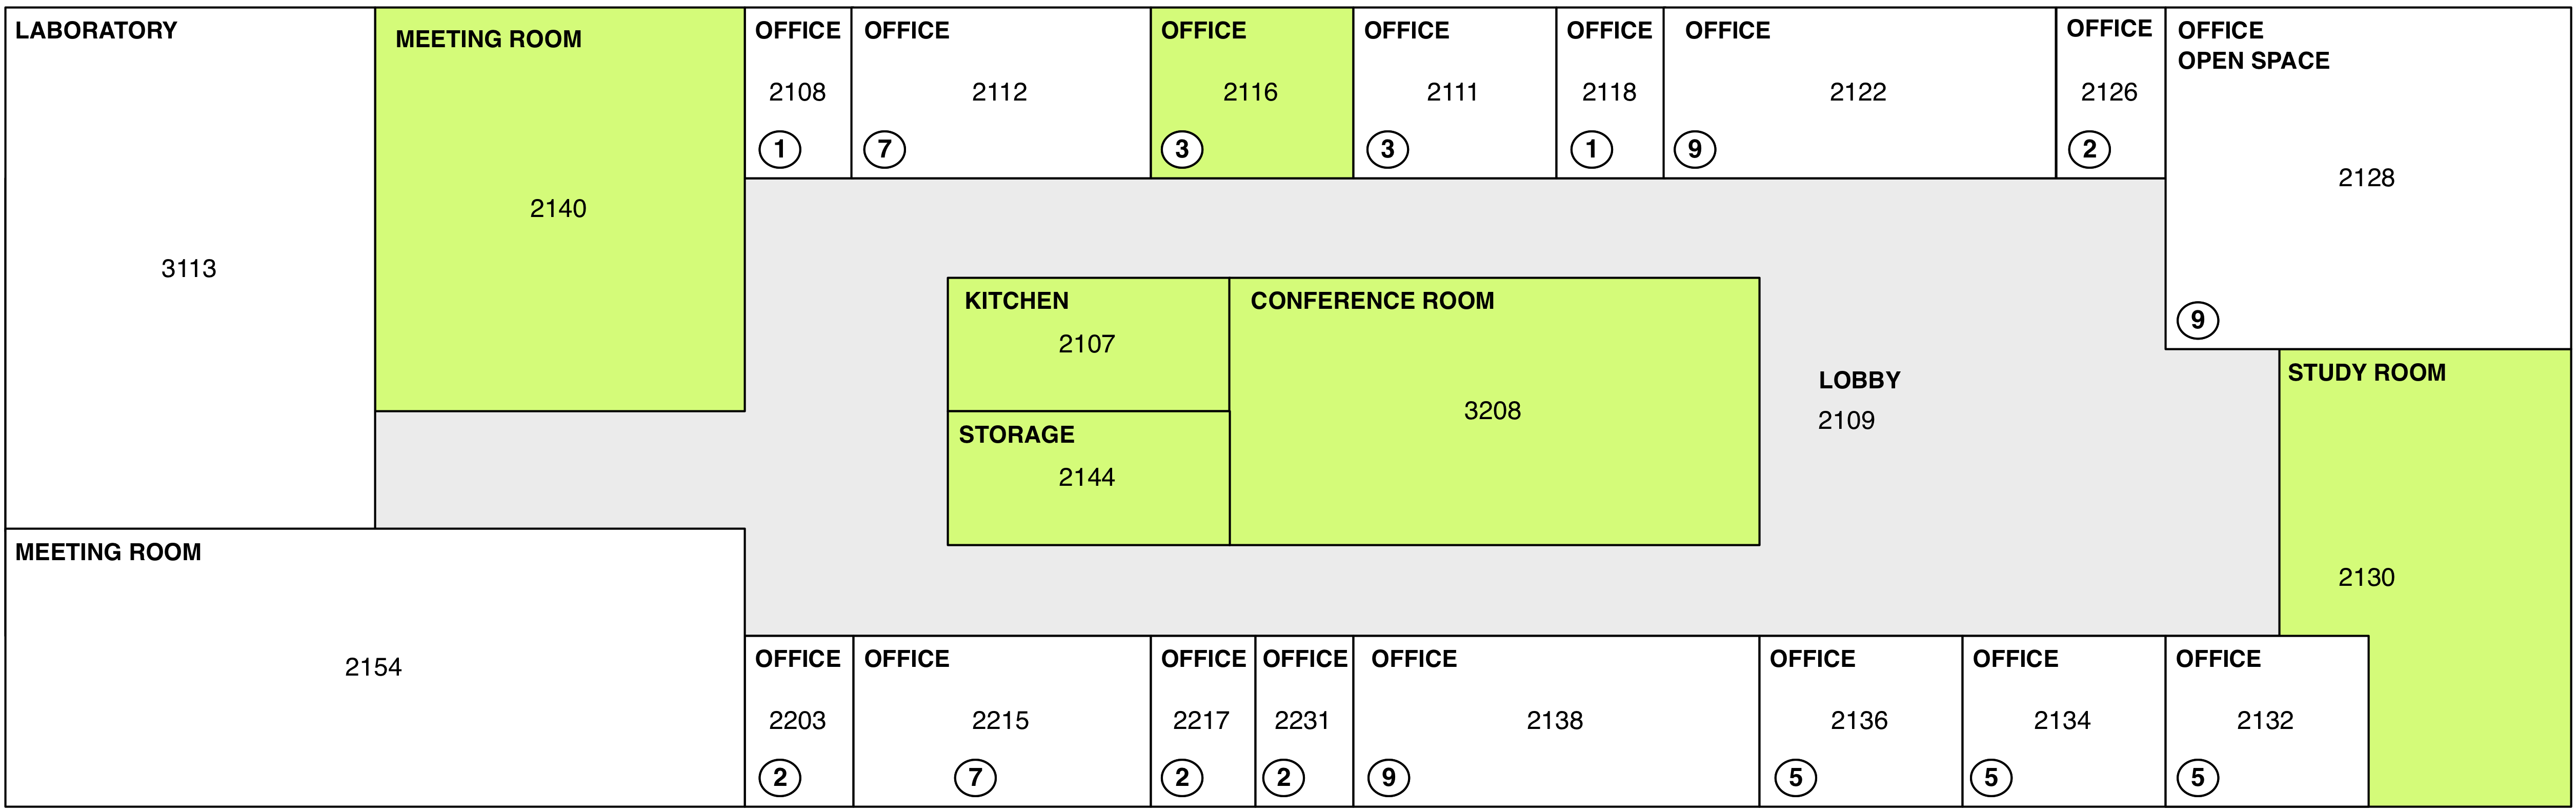 LABORATORY
3113
MEETING ROOM
2140
OFFICE
2108
1
OFFICE
2112
7
OFFICE
2116
3
OFFICE
2111
3
OFFICE
2118
1
OFFICE
2122
9
OFFICE
2126
2
OFFICE
OPEN SPACE
2128
9
KITCHEN
2107
CONFERENCE ROOM
3208
STORAGE
2144
LOBBY
2109
STUDY ROOM
2130
MEETING ROOM
2154
OFFICE
2203
2
OFFICE
2215
7
OFFICE
2217
2
OFFICE
2231
2
OFFICE
2138
9
OFFICE
2136
5
OFFICE
2134
5
OFFICE
2132
5